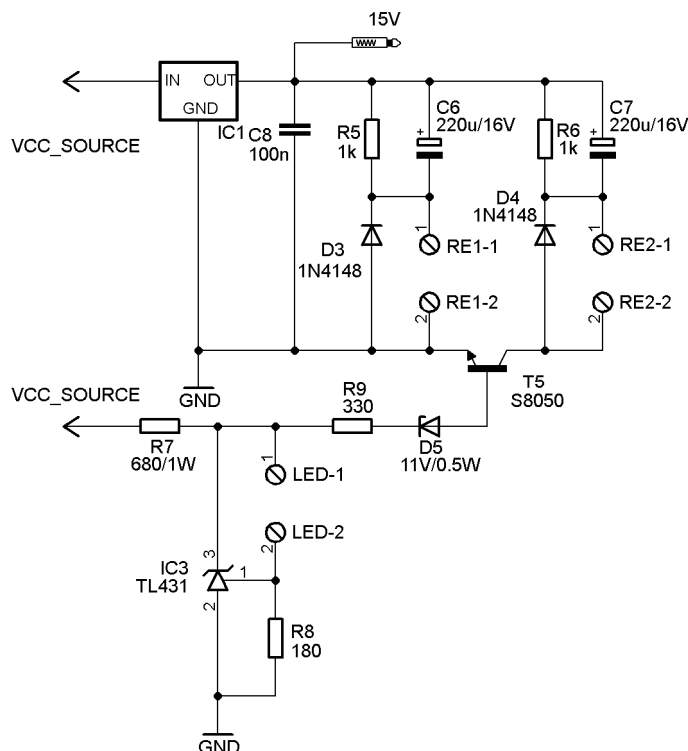 15V
IN OUT
GND
IC1
VCC_SOURCE
C8
100n
R5
1k
+
C6
220u/16V
R6
1k
+
C7
220u/16V
D3
1N4148
1
RE1-1
D4
1N4148
1
RE2-1
2
RE1-2
2
RE2-2
GND
T5
S8050
VCC_SOURCE
R7
680/1W
R9
330
D5
11V/0.5W
1
LED-1
2
LED-2
IC3
TL431
3
1
2
R8
180
GND